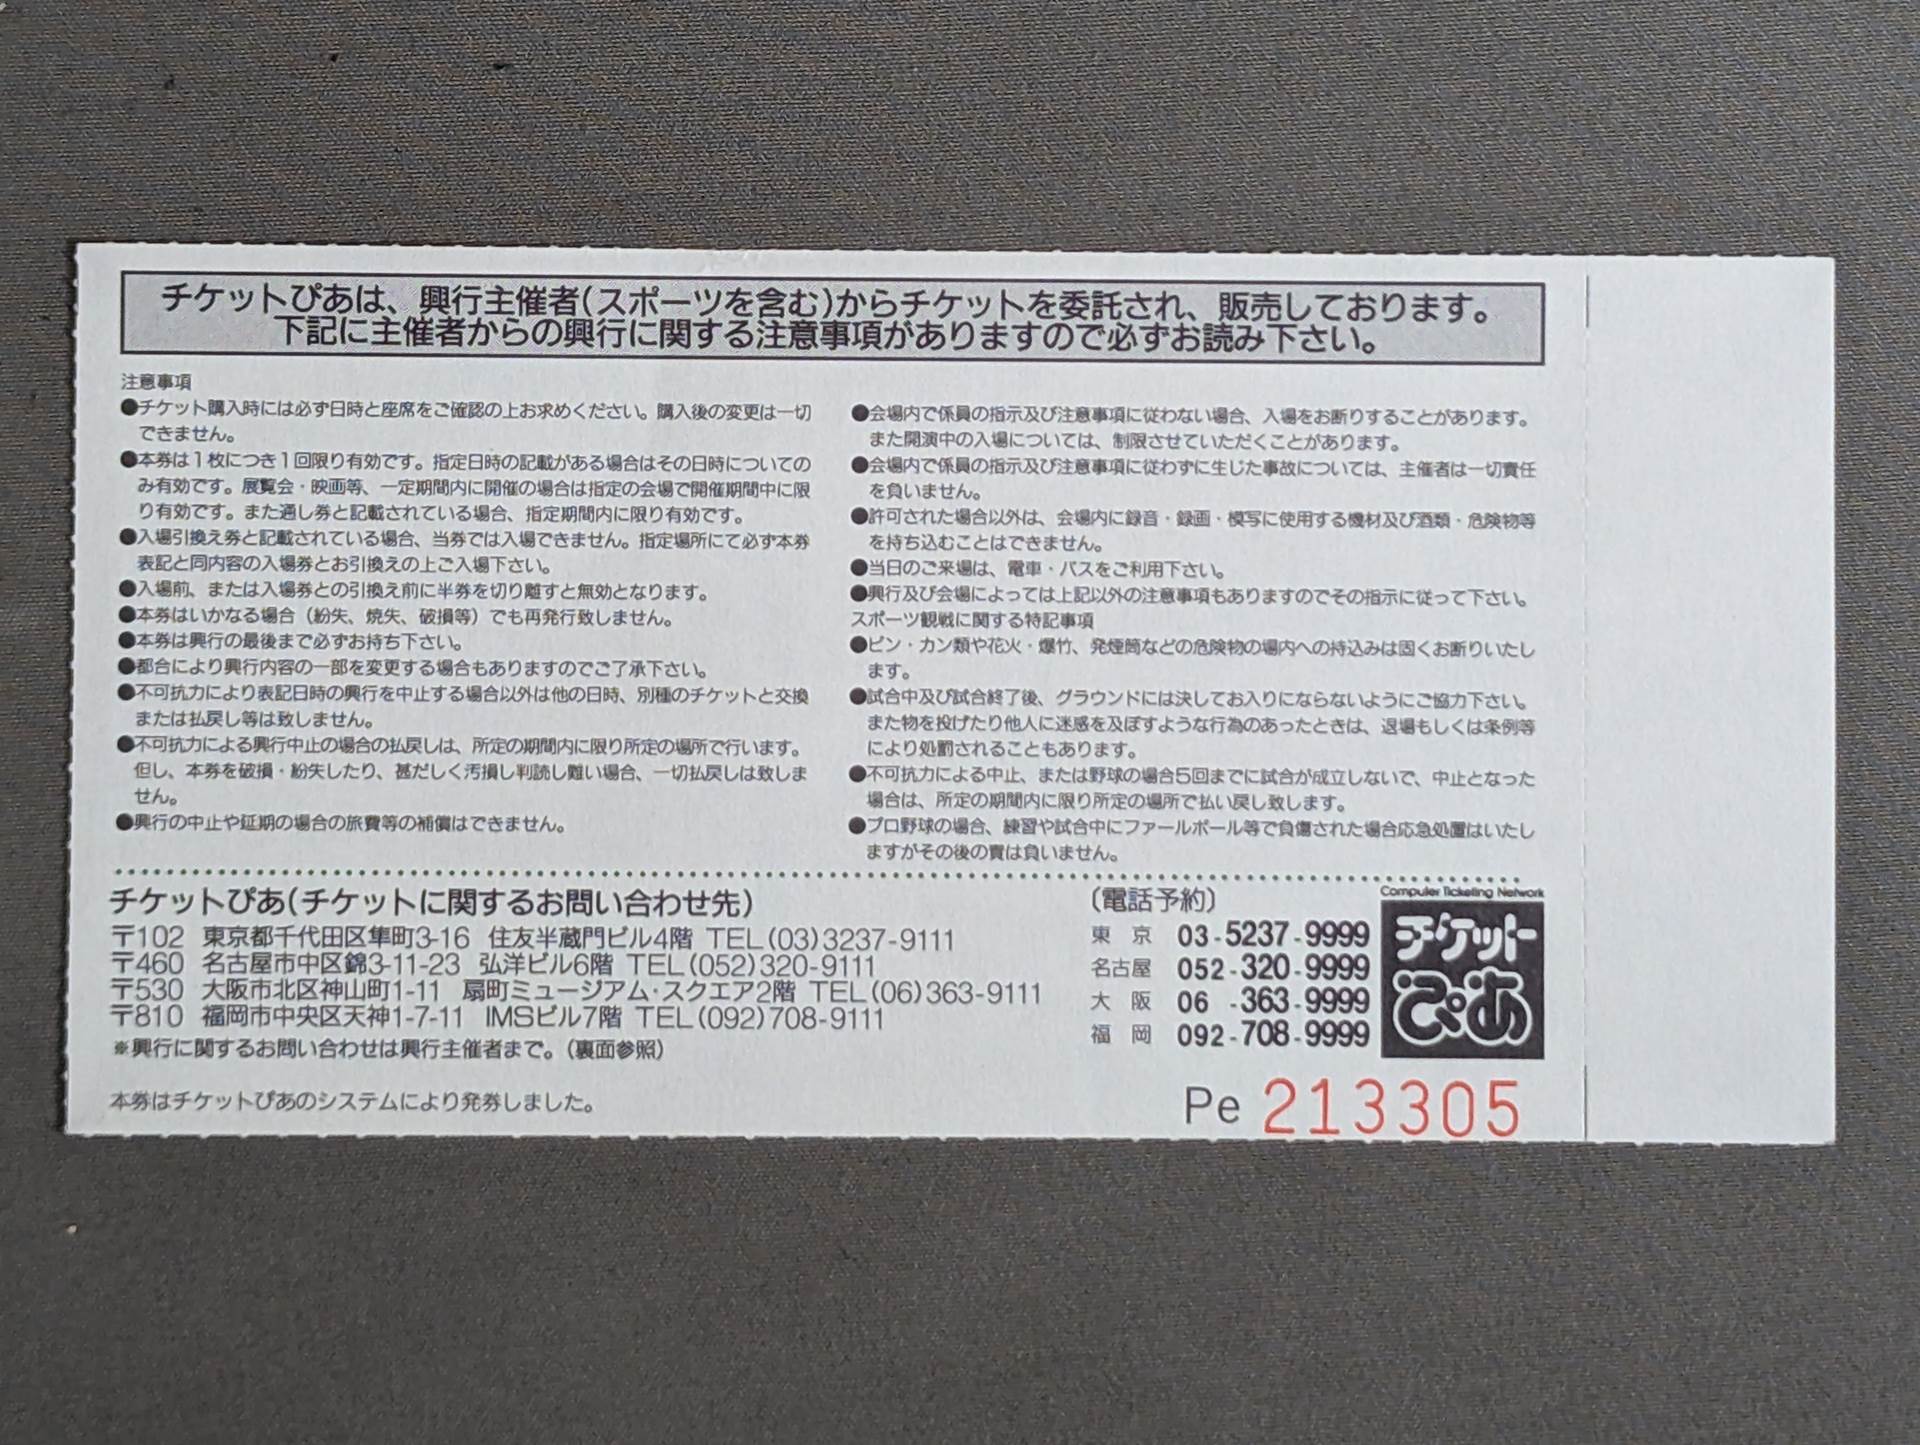 チケットぴあは、興行主催者(スポーツを含む)からチケットを委託され、販売しております。
下記に主催者からの興行に関する注意事項がありますので必ずお読み下さい。
注意事項
●チケット購入時には必ず日時と座席をご確認の上お求めください。購入後の変更は一切
できません。
●本券は1枚につき1回限り有効です。指定日時の記載がある場合はその日時についての
み有効です。展覧会・映画等、一定期間内に開催の場合は指定の会場で開催期間中に限
り有効です。また通し券と記載されている場合、指定期間内に限り有効です。
●入場引換え券と記載されている場合、当券では入場できません。指定場所にて必ず本券
表記と同内容の入場券とお引換えの上ご入場下さい。
●入場前、または入場券との引換え前に半券を切り離すと無効となります。
●本券はいかなる場合（紛失、焼失、破損等）でも再発行致しません。
●本券は興行の最後まで必ずお持ち下さい。
●都合により興行内容の一部を変更する場合もありますのでご了承下さい。
●不可抗力により表記日時の興行を中止する場合以外は他の日時、別種のチケットと交換
または払戻し等は致しません。
●不可抗力による興行中止の場合の払戻しは、所定の期間内に限り所定の場所で行います。
但し、本券を破損・紛失したり、甚だしく汚損し判読し難い場合、一切払戻しは致しま
せん。
●興行の中止や延期の場合の旅費等の補償はできません。
●会場内で係員の指示及び注意事項に従わない場合、入場をお断りすることがあります。
また開演中の入場については、制限させていただくことがあります。
●会場内で係員の指示及び注意事項に従わずに生じた事故については、主催者は一切責任
を負いません。
●許可された場合以外は、会場内に録音・録画・模写に使用する機材及び酒類・危険物等
を持ち込むことはできません。
●当日のご来場は、電車・バスをご利用下さい。
●興行及び会場によっては上記以外の注意事項もありますのでその指示に従って下さい。
スポーツ観戦に関する特記事項
●ビン・カン類や花火・爆竹、発煙筒などの危険物の場内への持込みは固くお断りいたし
ます。
●試合中及び試合終了後、グラウンドには決してお入りにならないようにご協力下さい。
また物を投げたり他人に迷惑を及ぼすような行為のあったときは、退場もしくは条例等
により処罰されることもあります。
●不可抗力による中止、または野球の場合5回までに試合が成立しないで、中止となった
場合は、所定の期間内に限り所定の場所で払い戻し致します。
●プロ野球の場合、練習や試合中にファールボール等で負傷された場合応急処置はいたし
ますがその後の責は負いません。
チケットぴあ(チケットに関するお問い合わせ先)
〒102 東京都千代田区隼町3-16 住友半蔵門ビル4階 TEL(03)3237-9111
〒460 名古屋市中区錦3-11-23 弘洋ビル6階 TEL(052)320-9111
〒530 大阪市北区神山町1-11 扇町ミュージアム・スクエア2階 TEL(06)363-9111
〒810 福岡市中央区天神1-7-11 IMSビル7階 TEL(092)708-9111
※興行に関するお問い合わせは興行主催者まで。(裏面参照)
本券はチケットぴあのシステムにより発券しました。
〔電話予約〕
東京 03-5237-9999
名古屋 052-320-9999
大阪 06 -363-9999
福岡 092-708-9999
Computer Ticketing Network
チケット
ぴあ
Pe 213305